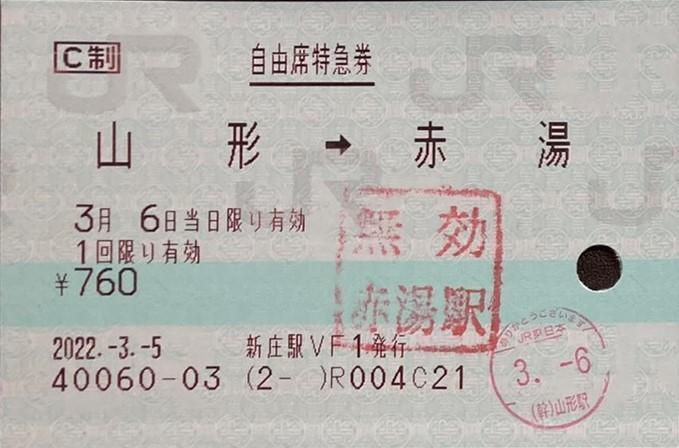 C制
自由席特急券
山形 → 赤湯
3月 6日当日限り有効
1回限り有効
¥760
無効
赤湯駅
2022.-3.-5 新庄駅VF1発行
40060-03 (2- )R004C21
ありがとうございます
JR東日本
3.-6
(幹)山形駅